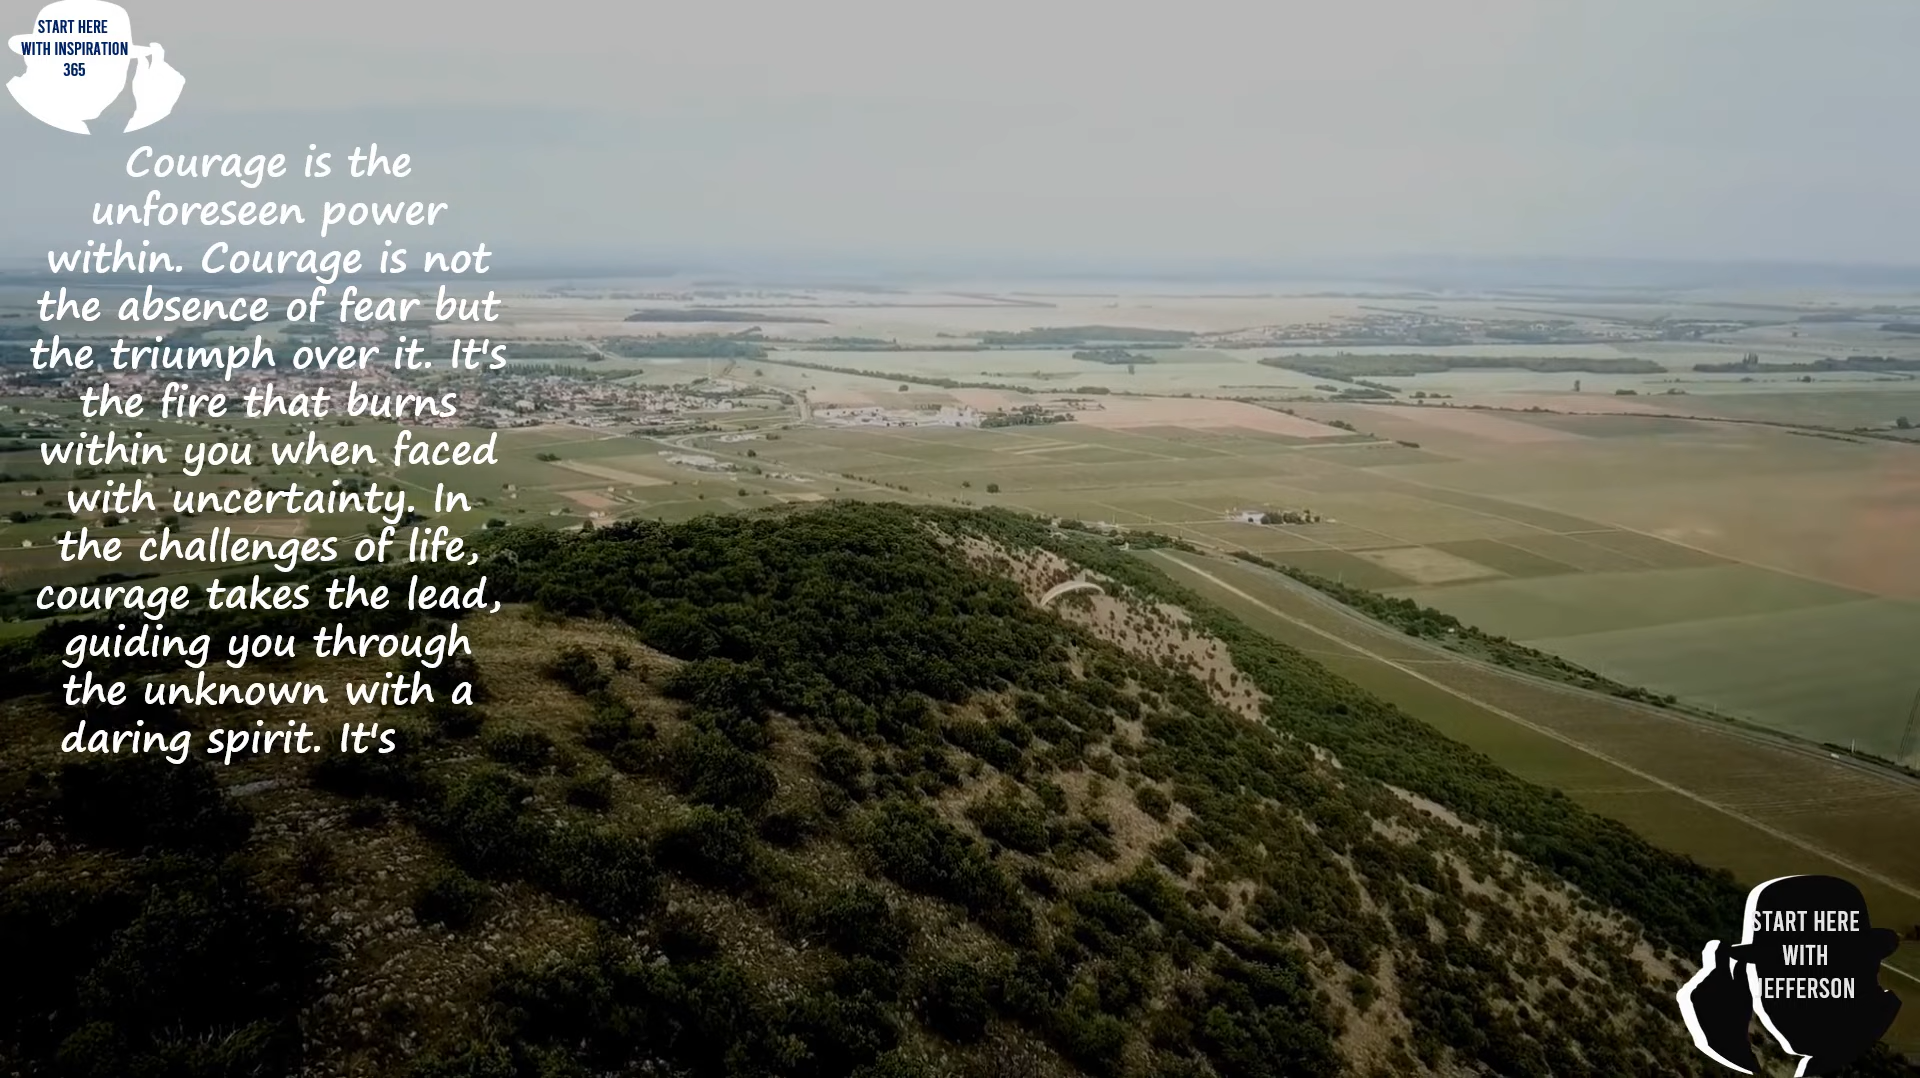 START HERE
WITH INSPIRATION
365
Courage is the
unforeseen power
within. Courage is not
the absence of fear but
the triumph over it. It's
the fire that burns
within you when faced
with uncertainty. In
the challenges of life,
courage takes the lead,
guiding you through
the unknown with a
daring spirit. It's
START HERE
WITH
JEFFERSON